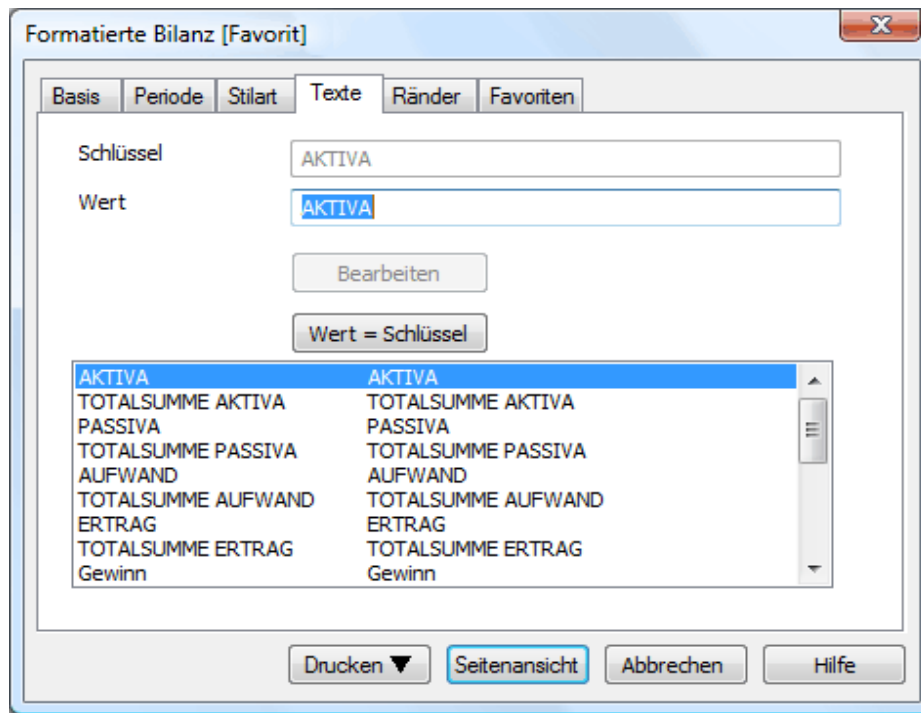 Formatierte Bilanz [Favorit]
Basis Periode Stilart Texte Ränder Favoriten
Schlüssel AKTIVA
Wert AKTIVA
Bearbeiten
Wert = Schlüssel
AKTIVA AKTIVA
TOTALSUMME AKTIVA TOTALSUMME AKTIVA
PASSIVA PASSIVA
TOTALSUMME PASSIVA TOTALSUMME PASSIVA
AUFWAND AUFWAND
TOTALSUMME AUFWAND TOTALSUMME AUFWAND
ERTRAG ERTRAG
TOTALSUMME ERTRAG TOTALSUMME ERTRAG
Gewinn Gewinn
Drucken ▼ Seitenansicht Abbrechen Hilfe